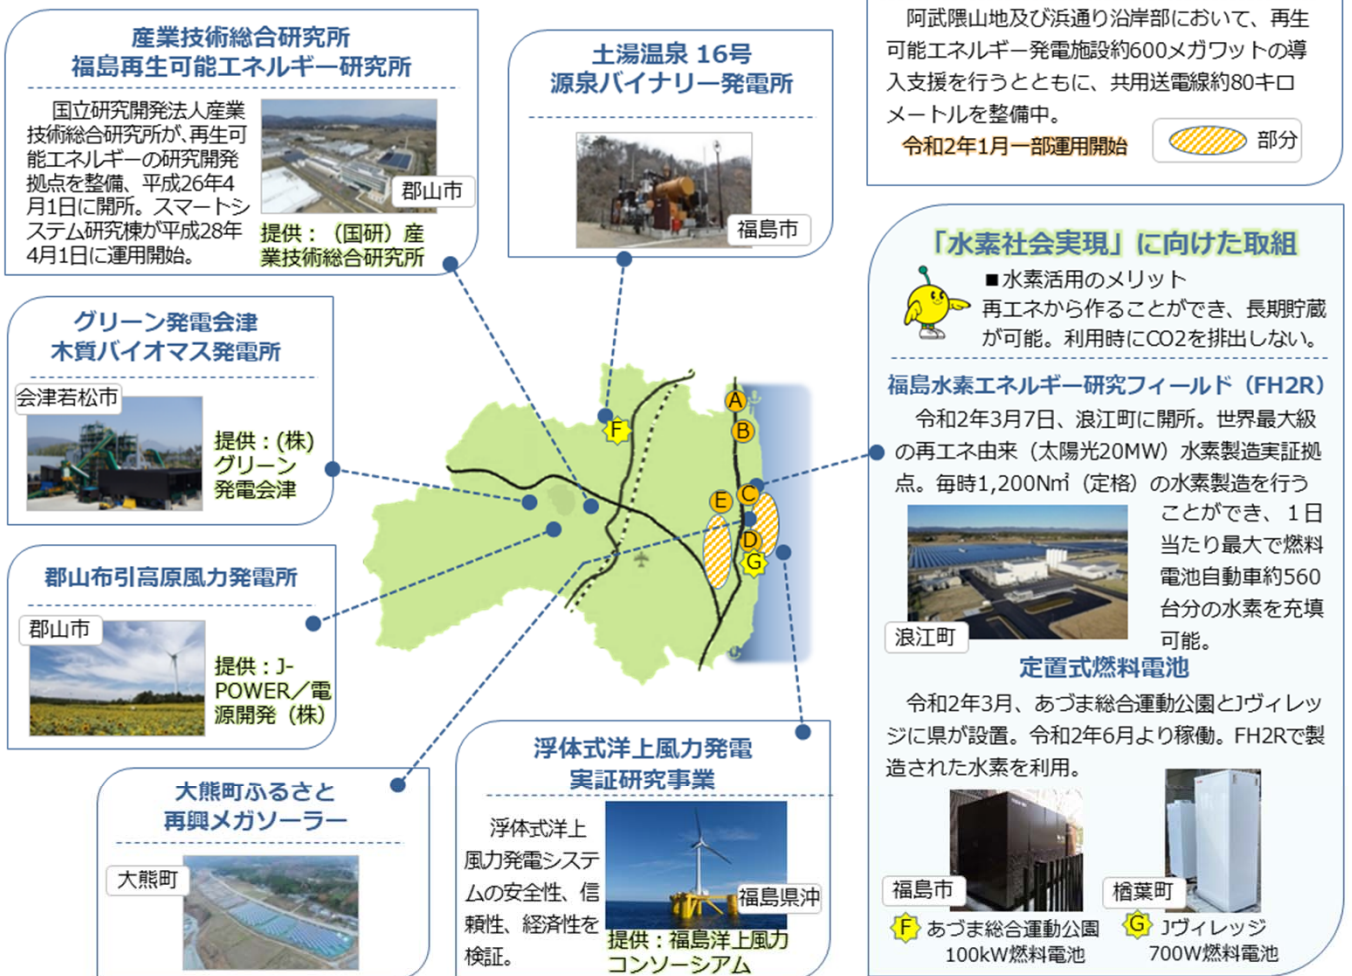 産業技術総合研究所
福島再生可能エネルギー研究所
国立研究開発法人産業
技術総合研究所が、再生可
能エネルギーの研究開発
拠点を整備、平成26年4
月1日に開所。スマートシ
ステム研究棟が平成28年
4月1日に運用開始。
郡山市
提供：（国研）産
業技術総合研究所
土湯温泉 16号
源泉バイナリー発電所
福島市
阿武隈山地及び浜通り沿岸部において、再生
可能エネルギー発電施設約600メガワットの導
入支援を行うとともに、共用送電線約80キロ
メートルを整備中。
令和2年1月一部運用開始
部分
グリーン発電会津
木質バイオマス発電所
会津若松市
提供：(株)
グリーン
発電会津
郡山布引高原風力発電所
郡山市
提供：J-
POWER／電
源開発（株）
大熊町ふるさと
再興メガソーラー
大熊町
浮体式洋上風力発電
実証研究事業
浮体式洋上
風力発電システ
ムの安全性、信
頼性、経済性を
検証。
福島県沖
提供：福島洋上風力
コンソーシアム
A
B
C
D
E
F
G
「水素社会実現」に向けた取組
■水素活用のメリット
再エネから作ることができ、長期貯蔵
が可能。利用時にCO2を排出しない。
福島水素エネルギー研究フィールド（FH2R）
令和2年3月7日、浪江町に開所。世界最大級
の再エネ由来（太陽光20MW）水素製造実証拠
点。毎時1,200N㎥（定格）の水素製造を行う
ことができ、１日
当たり最大で燃料
電池自動車約560
台分の水素を充填
可能。
浪江町
定置式燃料電池
令和2年3月、あづま総合運動公園とJヴィレッ
ジに県が設置。令和2年6月より稼働。FH2Rで製
造された水素を利用。
福島市
F あづま総合運動公園
100kW燃料電池
楢葉町
G Jヴィレッジ
700W燃料電池